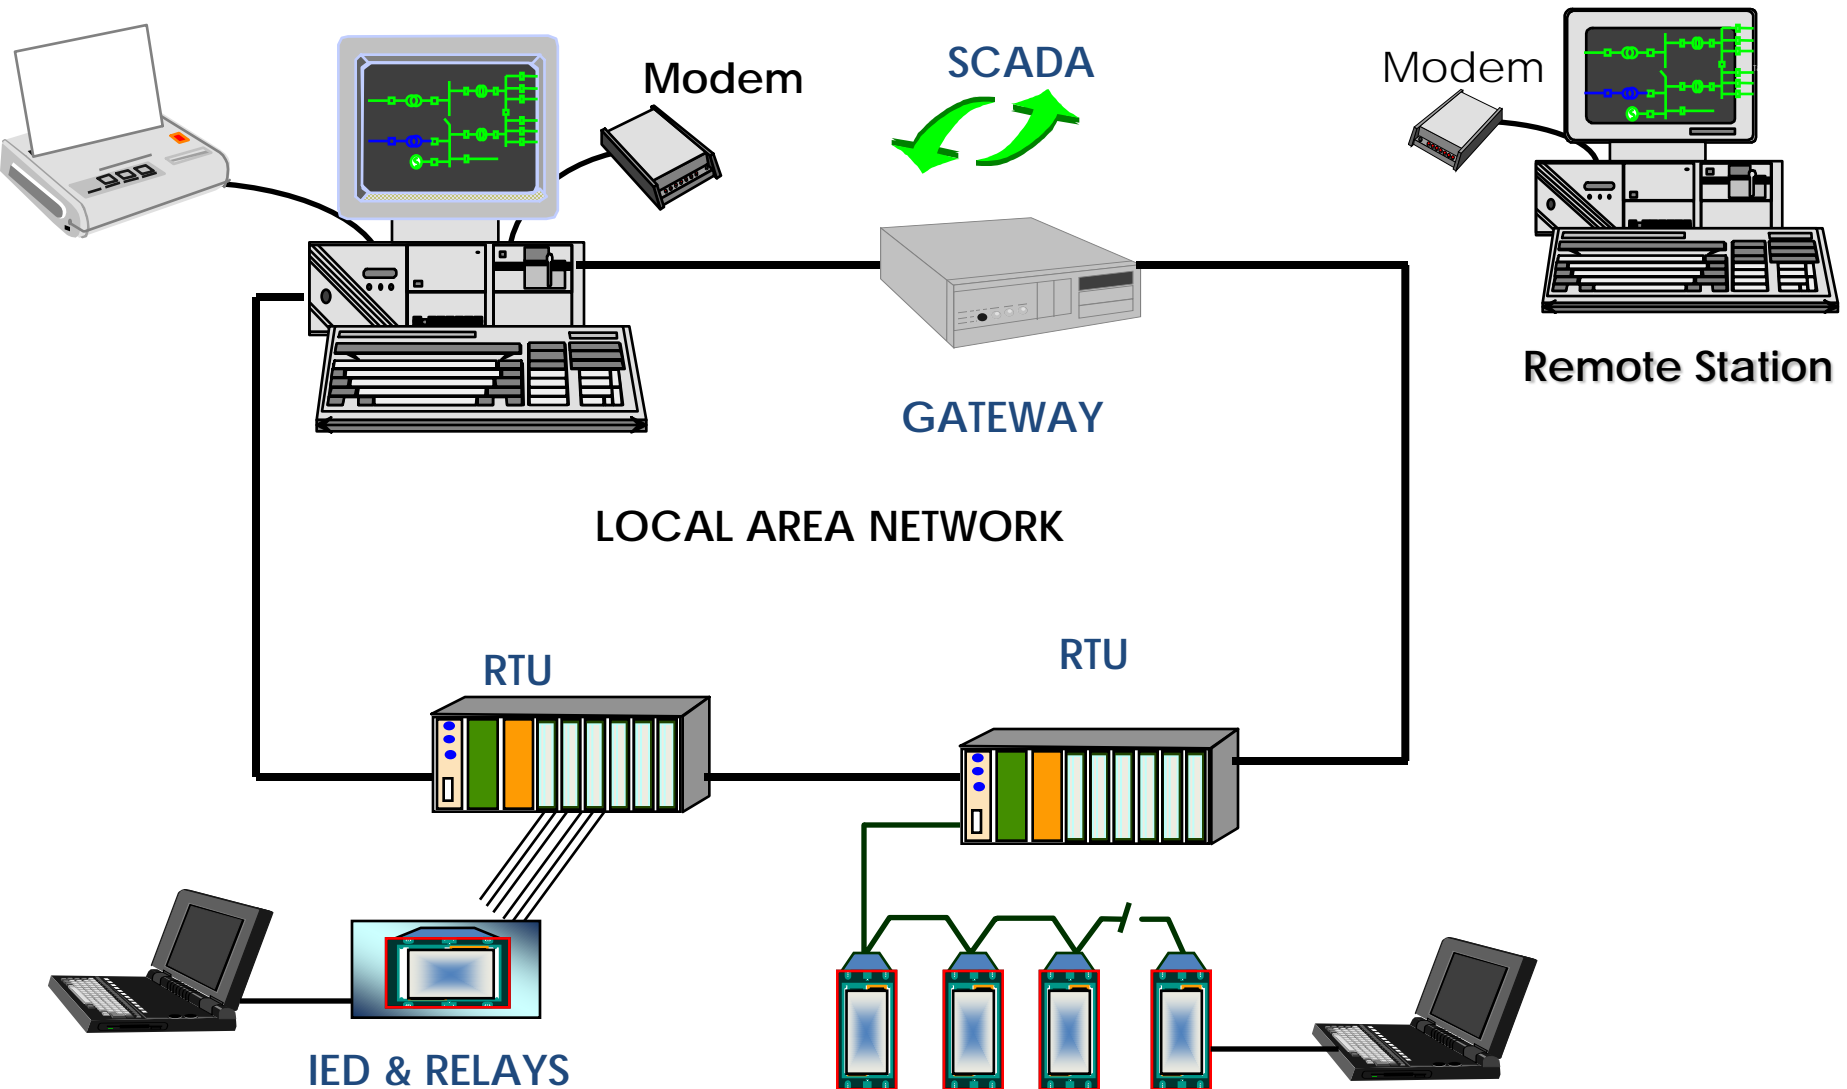 SCADA
Modem
Modem
Remote Station
GATEWAY
LOCAL AREA NETWORK
RTU
RTU
IED & RELAYS